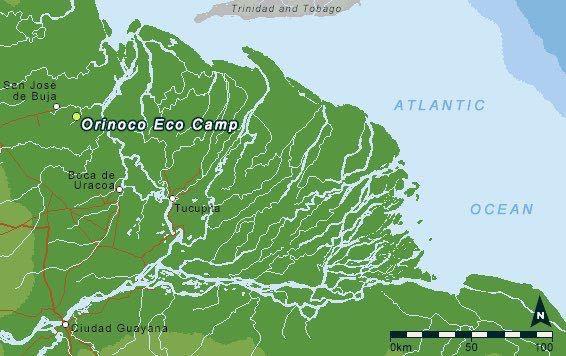 Trinidad and Tobago
San José
de Buja
ATLANTIC
Orinoco Eco Camp
Boca de
Uracoa
Tucupita
OCEAN
N
Ciudad Guayana
0km 50 100